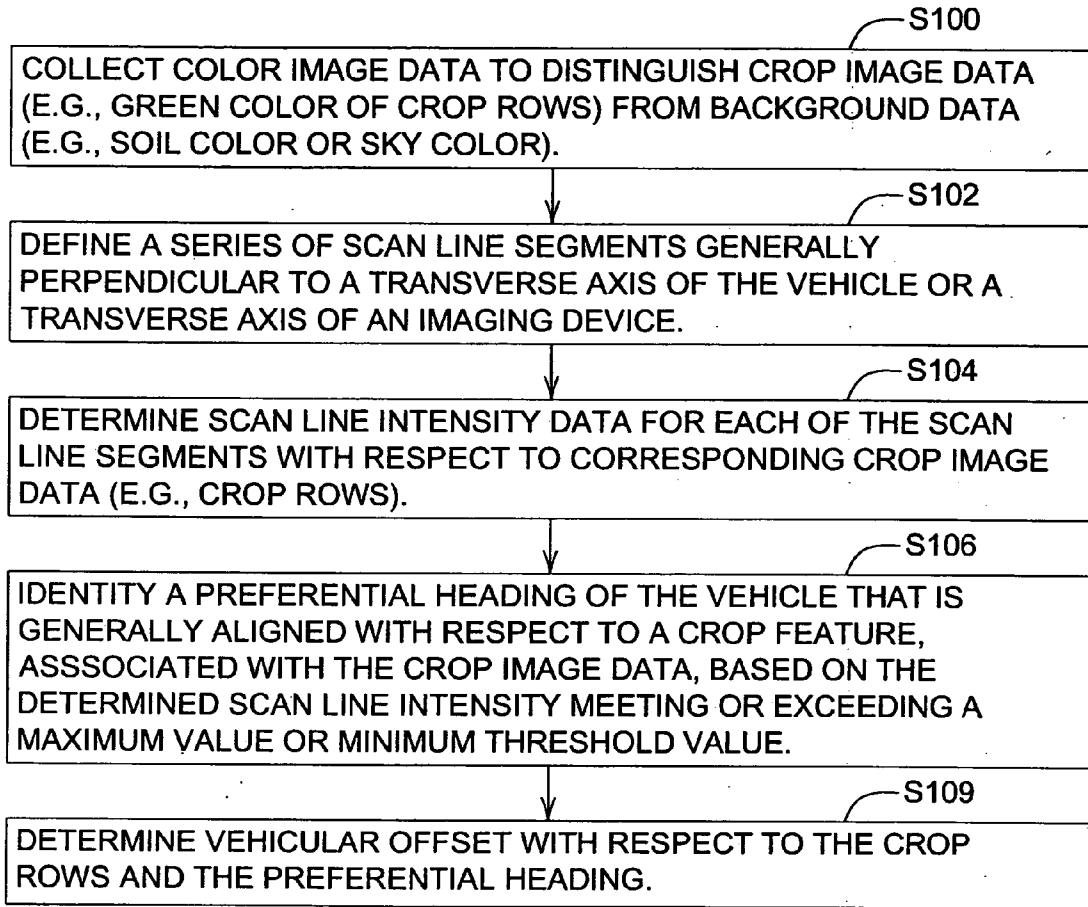 S100
COLLECT COLOR IMAGE DATA TO DISTINGUISH CROP IMAGE DATA
(E.G., GREEN COLOR OF CROP ROWS) FROM BACKGROUND DATA
(E.G., SOIL COLOR OR SKY COLOR).
S102
DEFINE A SERIES OF SCAN LINE SEGMENTS GENERALLY
PERPENDICULAR TO A TRANSVERSE AXIS OF THE VEHICLE OR A
TRANSVERSE AXIS OF AN IMAGING DEVICE.
S104
DETERMINE SCAN LINE INTENSITY DATA FOR EACH OF THE SCAN
LINE SEGMENTS WITH RESPECT TO CORRESPONDING CROP IMAGE
DATA (E.G., CROP ROWS).
S106
IDENTITY A PREFERENTIAL HEADING OF THE VEHICLE THAT IS
GENERALLY ALIGNED WITH RESPECT TO A CROP FEATURE,
ASSSOCIATED WITH THE CROP IMAGE DATA, BASED ON THE
DETERMINED SCAN LINE INTENSITY MEETING OR EXCEEDING A
MAXIMUM VALUE OR MINIMUM THRESHOLD VALUE.
S109
DETERMINE VEHICULAR OFFSET WITH RESPECT TO THE CROP
ROWS AND THE PREFERENTIAL HEADING.